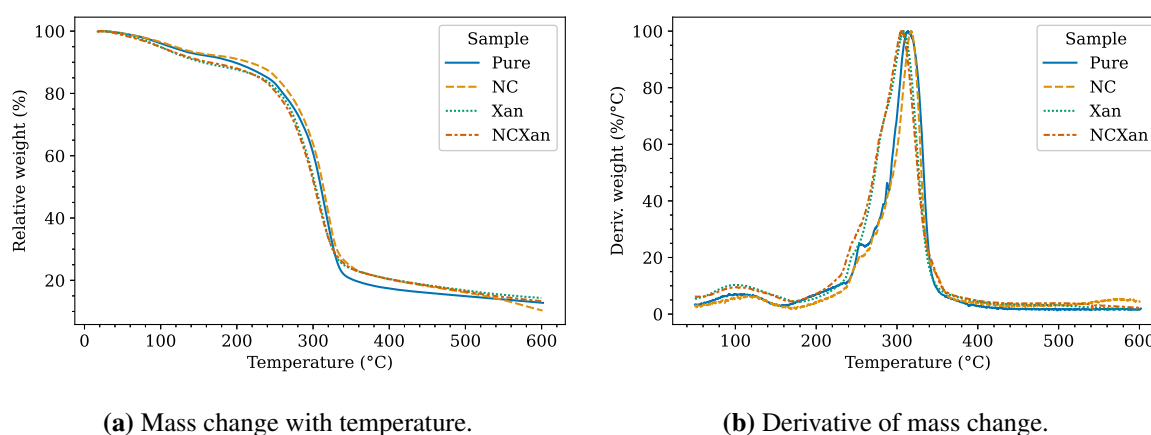 Relative weight (%)
100
80
60
40
20
0
100
200
300
400
500
600
Temperature (°C)
Sample
Pure
NC
Xan
NCXan
(a) Mass change with temperature.
Deriv. weight (%/°C)
100
80
60
40
20
0
100
200
300
400
500
600
Temperature (°C)
Sample
Pure
NC
Xan
NCXan
(b) Derivative of mass change.